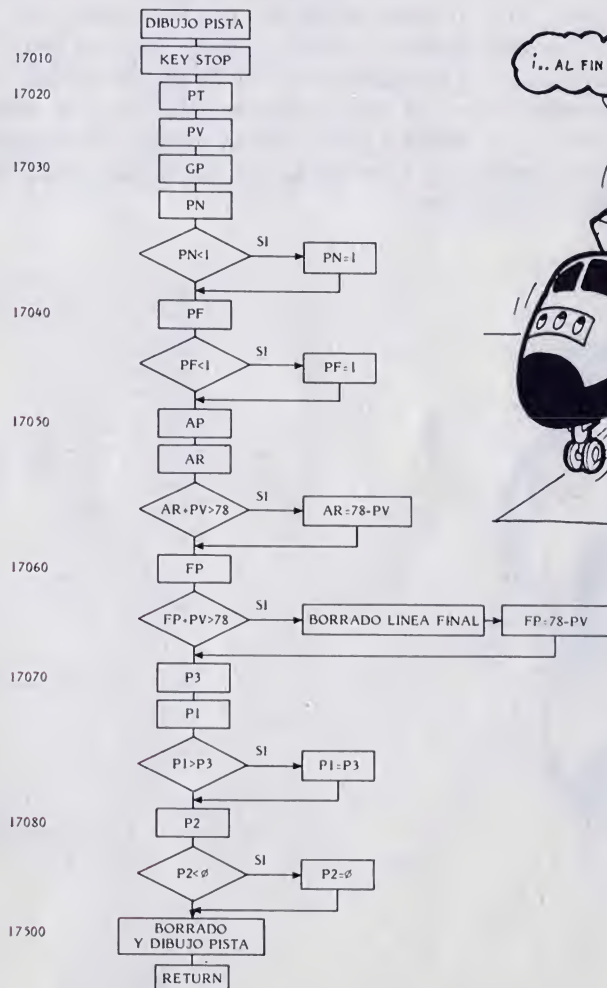 DIBUJO PISTA
17010 KEY STOP
17020 PT
PV
17030 GP
PN
PN<1 SI PN=1
17040 PF
PF<1 SI PF=1
17050 AP
AR
AR+PV>78 SI AR=78-PV
17060 FP
FP+PV>78 SI BORRADO LINEA FINAL FP=78-PV
17070 P3
P1
P1>P3 SI P1=P3
17080 P2
P2<ø SI P2=ø
17500 BORRADO
Y DIBUJO PISTA
RETURN
¡.. AL FIN